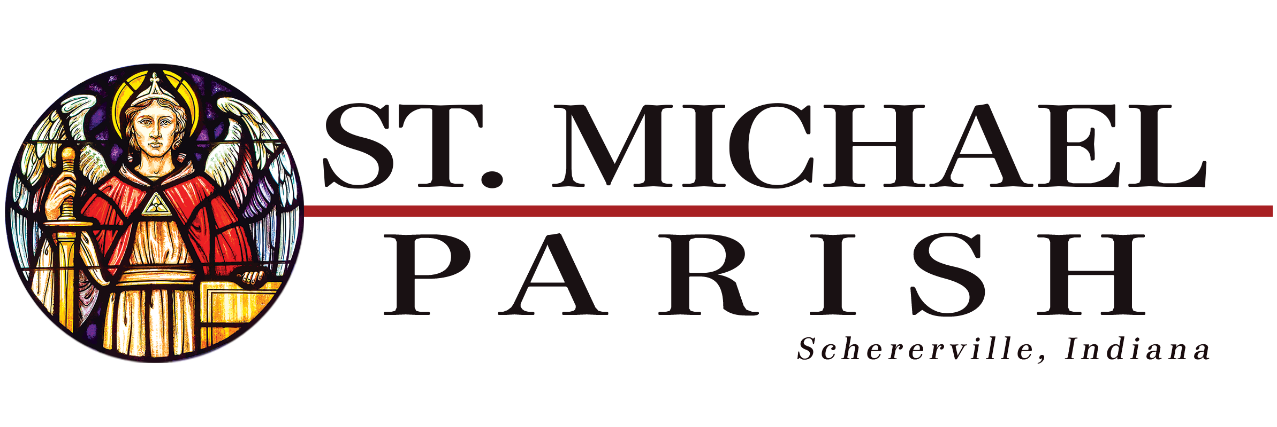 ST. MICHAEL
PARISH
Schererville, Indiana